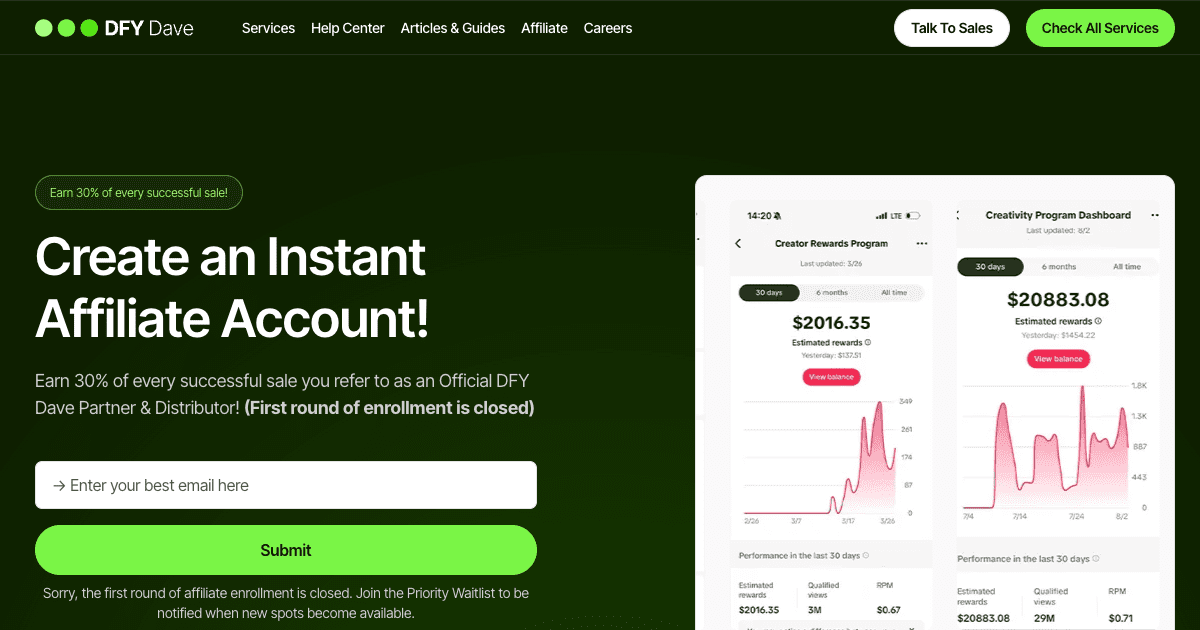 DFY Dave
Services
Help Center
Articles & Guides
Affiliate
Careers
Talk To Sales
Check All Services
Earn 30% of every successful sale!
Create an Instant
Affiliate Account!
Earn 30% of every successful sale you refer to as an Official DFY
Dave Partner & Distributor! (First round of enrollment is closed)
→ Enter your best email here
Submit
Sorry, the first round of affiliate enrollment is closed. Join the Priority Waitlist to be
notified when new spots become available.
14:20
LTE
Creator Rewards Program
Last updated: 3/26
30 days
6 months
All time
$2016.35
Estimated rewards
Yesterday: $137.51
View balance
349
261
174
87
0
2/26
3/7
3/17
3/26
Performance in the last 30 days
Estimated
rewards
Qualified
views
RPM
$2016.35
3M
$0.67
Creativity Program Dashboard
Last updated: 8/2
30 days
6 months
All time
$20883.08
Estimated rewards
Yesterday: $1454.22
View balance
1.8K
1.3K
887
443
0
7/4
7/14
7/24
8/2
Performance in the last 30 days
Estimated
rewards
Qualified
views
RPM
$20883.08
29M
$0.71